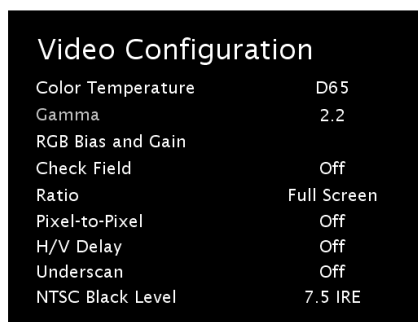 Video Configuration
Color Temperature D65
Gamma 2.2
RGB Bias and Gain
Check Field Off
Ratio Full Screen
Pixel-to-Pixel Off
H/V Delay Off
Underscan Off
NTSC Black Level 7.5 IRE